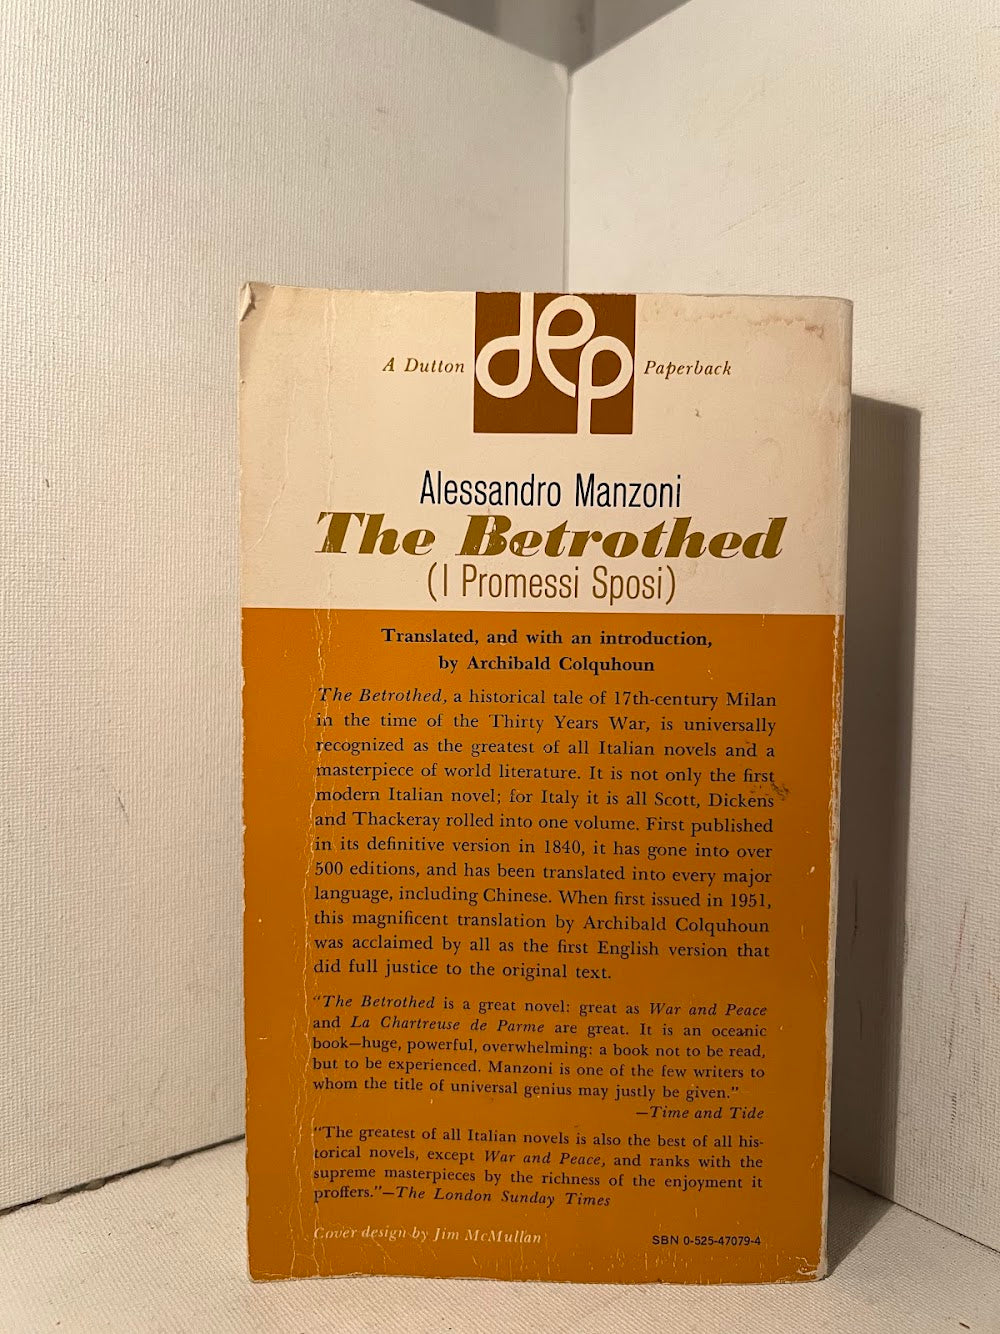 A Dutton dep Paperback
Alessandro Manzoni
The Betrothed
(I Promessi Sposi)
Translated, and with an introduction,
by Archibald Colquhoun
The Betrothed, a historical tale of 17th-century Milan
in the time of the Thirty Years War, is universally
recognized as the greatest of all Italian novels and a
masterpiece of world literature. It is not only the first
modern Italian novel; for Italy it is all Scott, Dickens
and Thackeray rolled into one volume. First published
in its definitive version in 1840, it has gone into over
500 editions, and has been translated into every major
language, including Chinese. When first issued in 1951,
this magnificent translation by Archibald Colquhoun
was acclaimed by all as the first English version that
did full justice to the original text.
"The Betrothed is a great novel: great as War and Peace
and La Chartreuse de Parme are great. It is an oceanic
book—huge, powerful, overwhelming: a book not to be read,
but to be experienced. Manzoni is one of the few writers to
whom the title of universal genius may justly be given."
—Time and Tide
"The greatest of all Italian novels is also the best of all his-
torical novels, except War and Peace, and ranks with the
supreme masterpieces by the richness of the enjoyment it
proffers."—The London Sunday Times
Cover design by Jim McMullan
SBN 0-525-47079-4